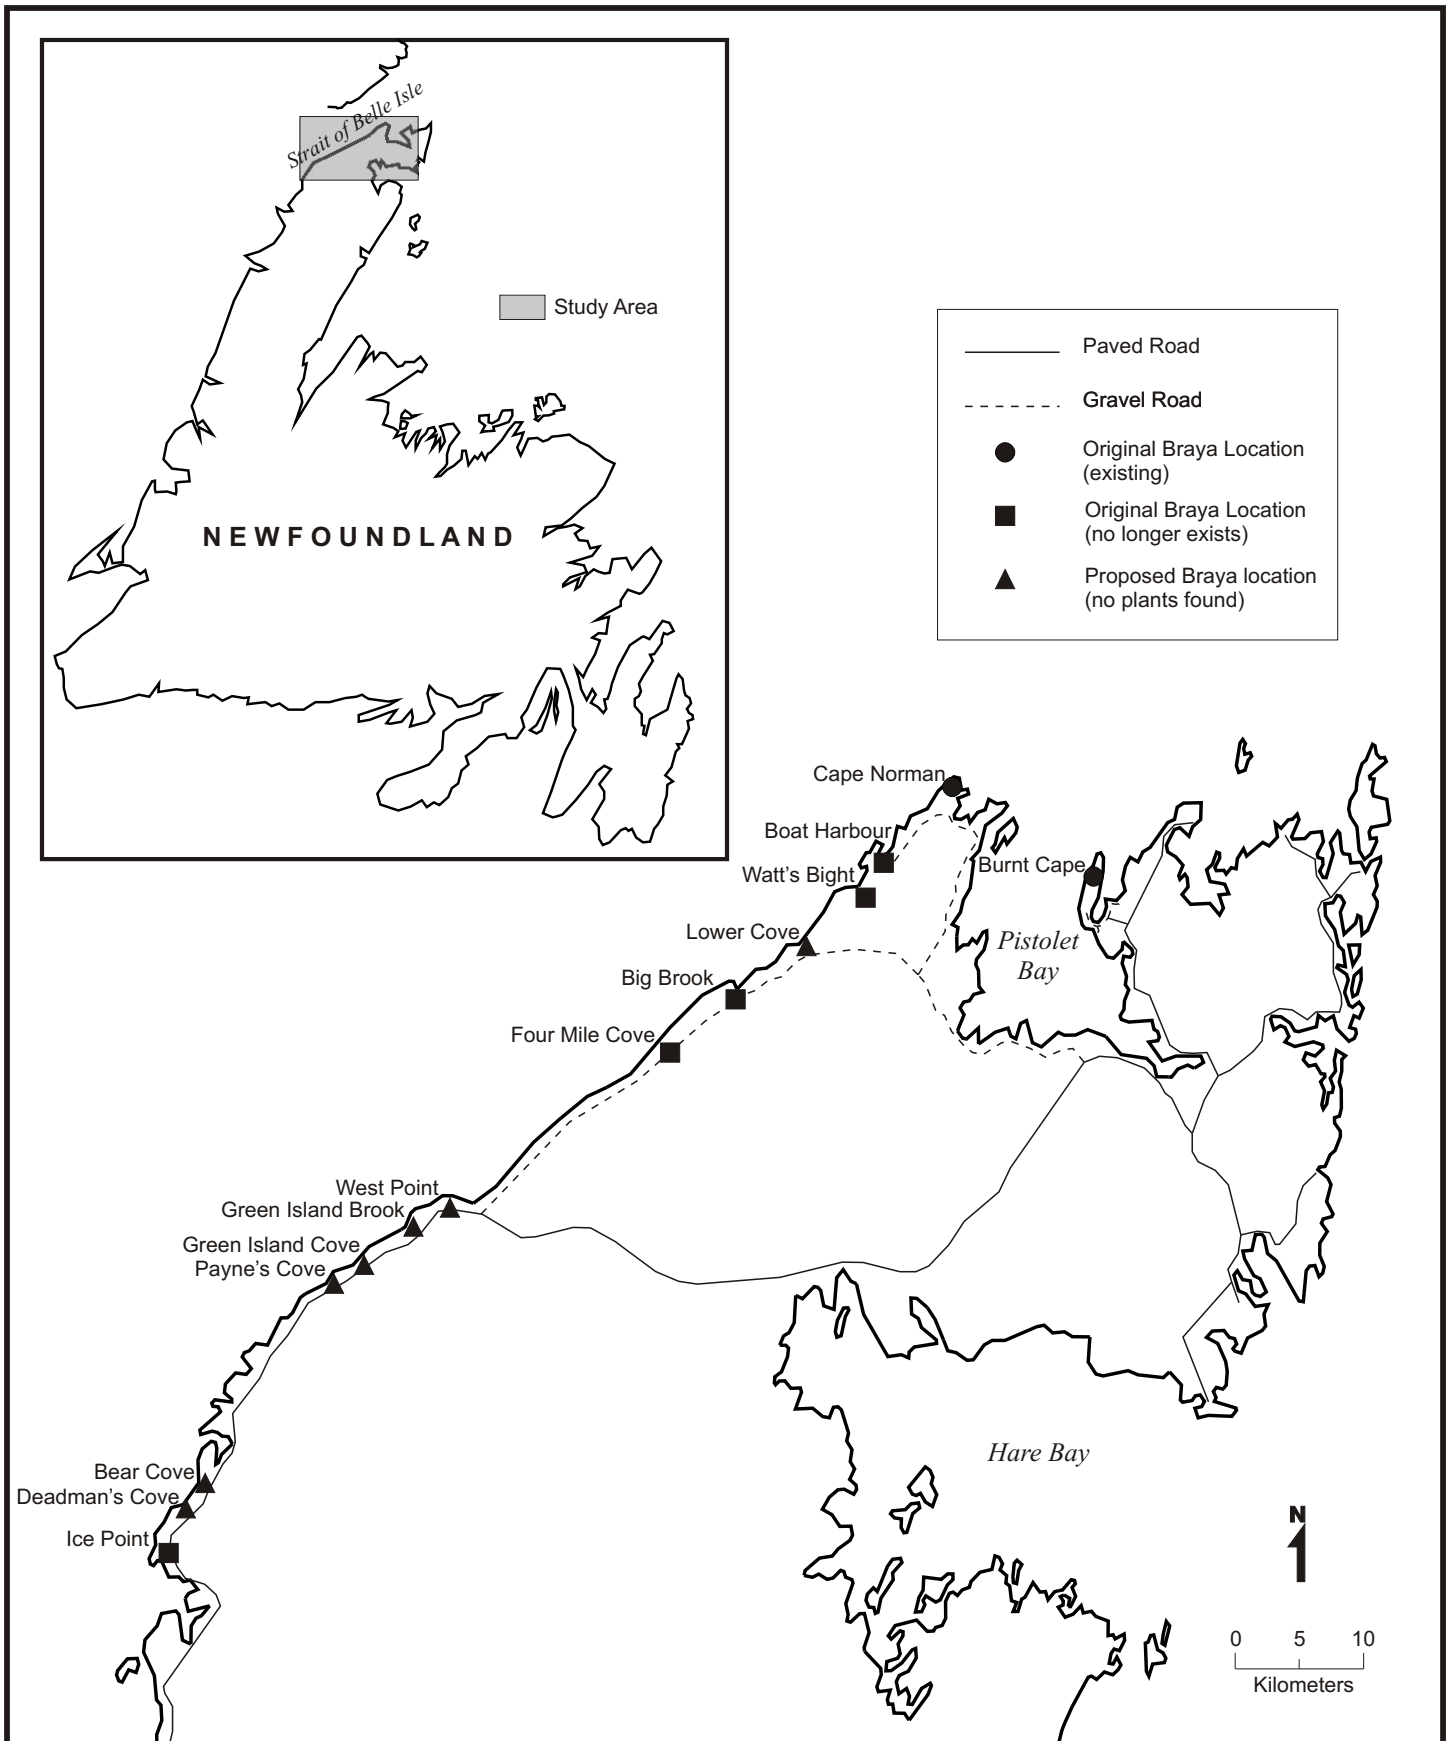 Strait of Belle Isle
Study Area
NEWFOUNDLAND
Paved Road
Gravel Road
Original Braya Location
(existing)
Original Braya Location
(no longer exists)
Proposed Braya location
(no plants found)
Cape Norman
Boat Harbour
Watt's Bight
Burnt Cape
Lower Cove
Pistolet
Bay
Big Brook
Four Mile Cove
West Point
Green Island Brook
Green Island Cove
Payne's Cove
Hare Bay
Bear Cove
Deadman's Cove
Ice Point
N
0 5 10
Kilometers